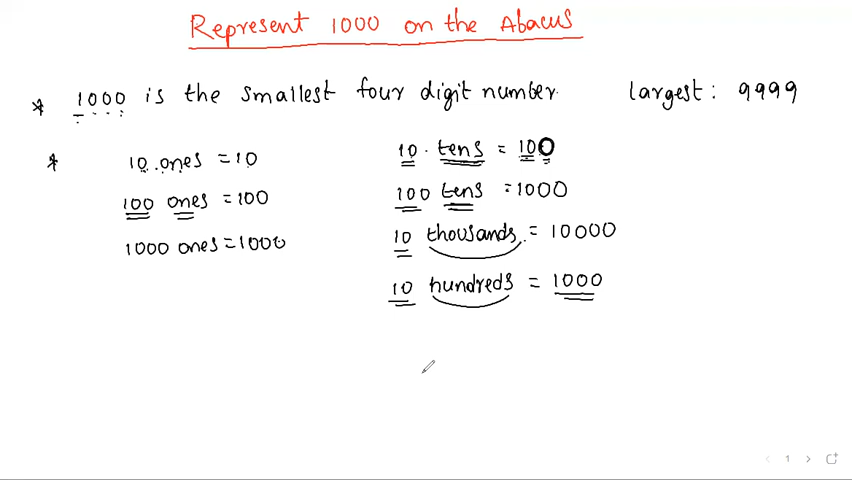 Represent 1000 on the Abacus
* 1000 is the smallest four digit number. largest: 9999
* 10 ones = 10
100 ones = 100
1000 ones = 1000
10 tens = 100
100 tens = 1000
10 thousands = 10000
10 hundreds = 1000
1